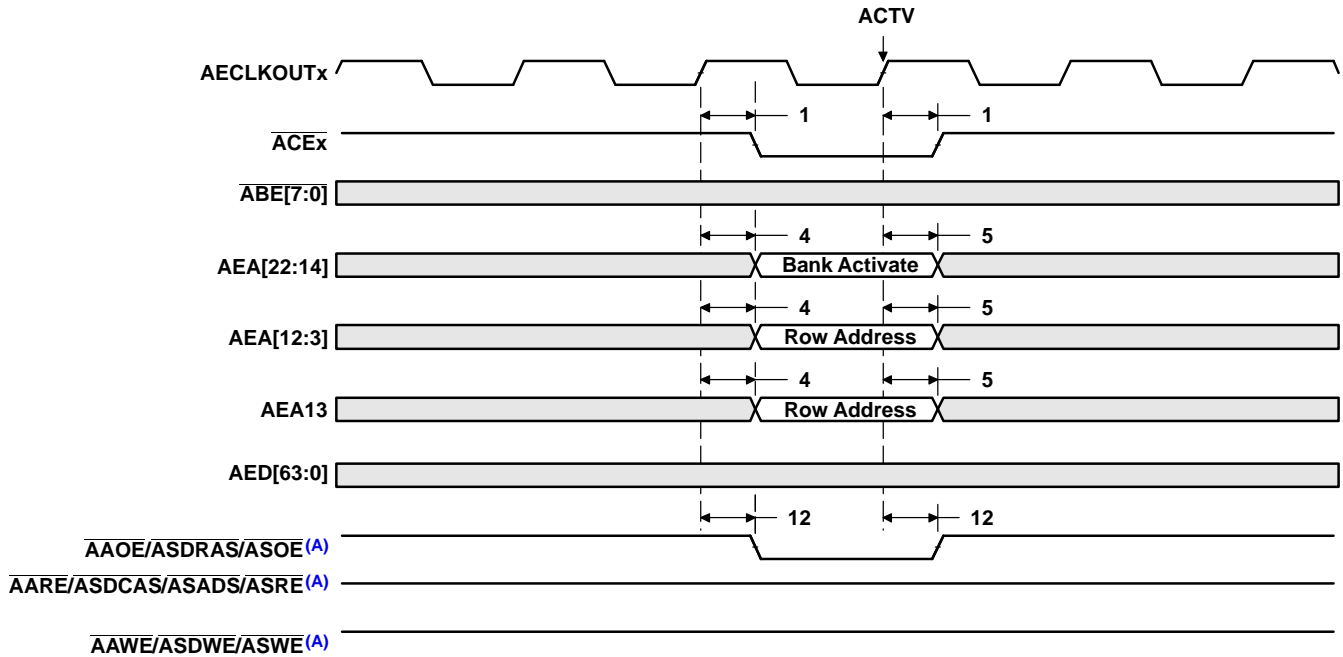 ACTV
AECLKOUTx
1 1
ACEx
ABE[7:0]
4 5
AEA[22:14] Bank Activate
4 5
AEA[12:3] Row Address
4 5
AEA13 Row Address
AED[63:0]
12 12
AAOE/ASDRAS/ASOE(A)
AARE/ASDCAS/ASADS/ASRE(A)
AAWE/ASDWE/ASWE(A)